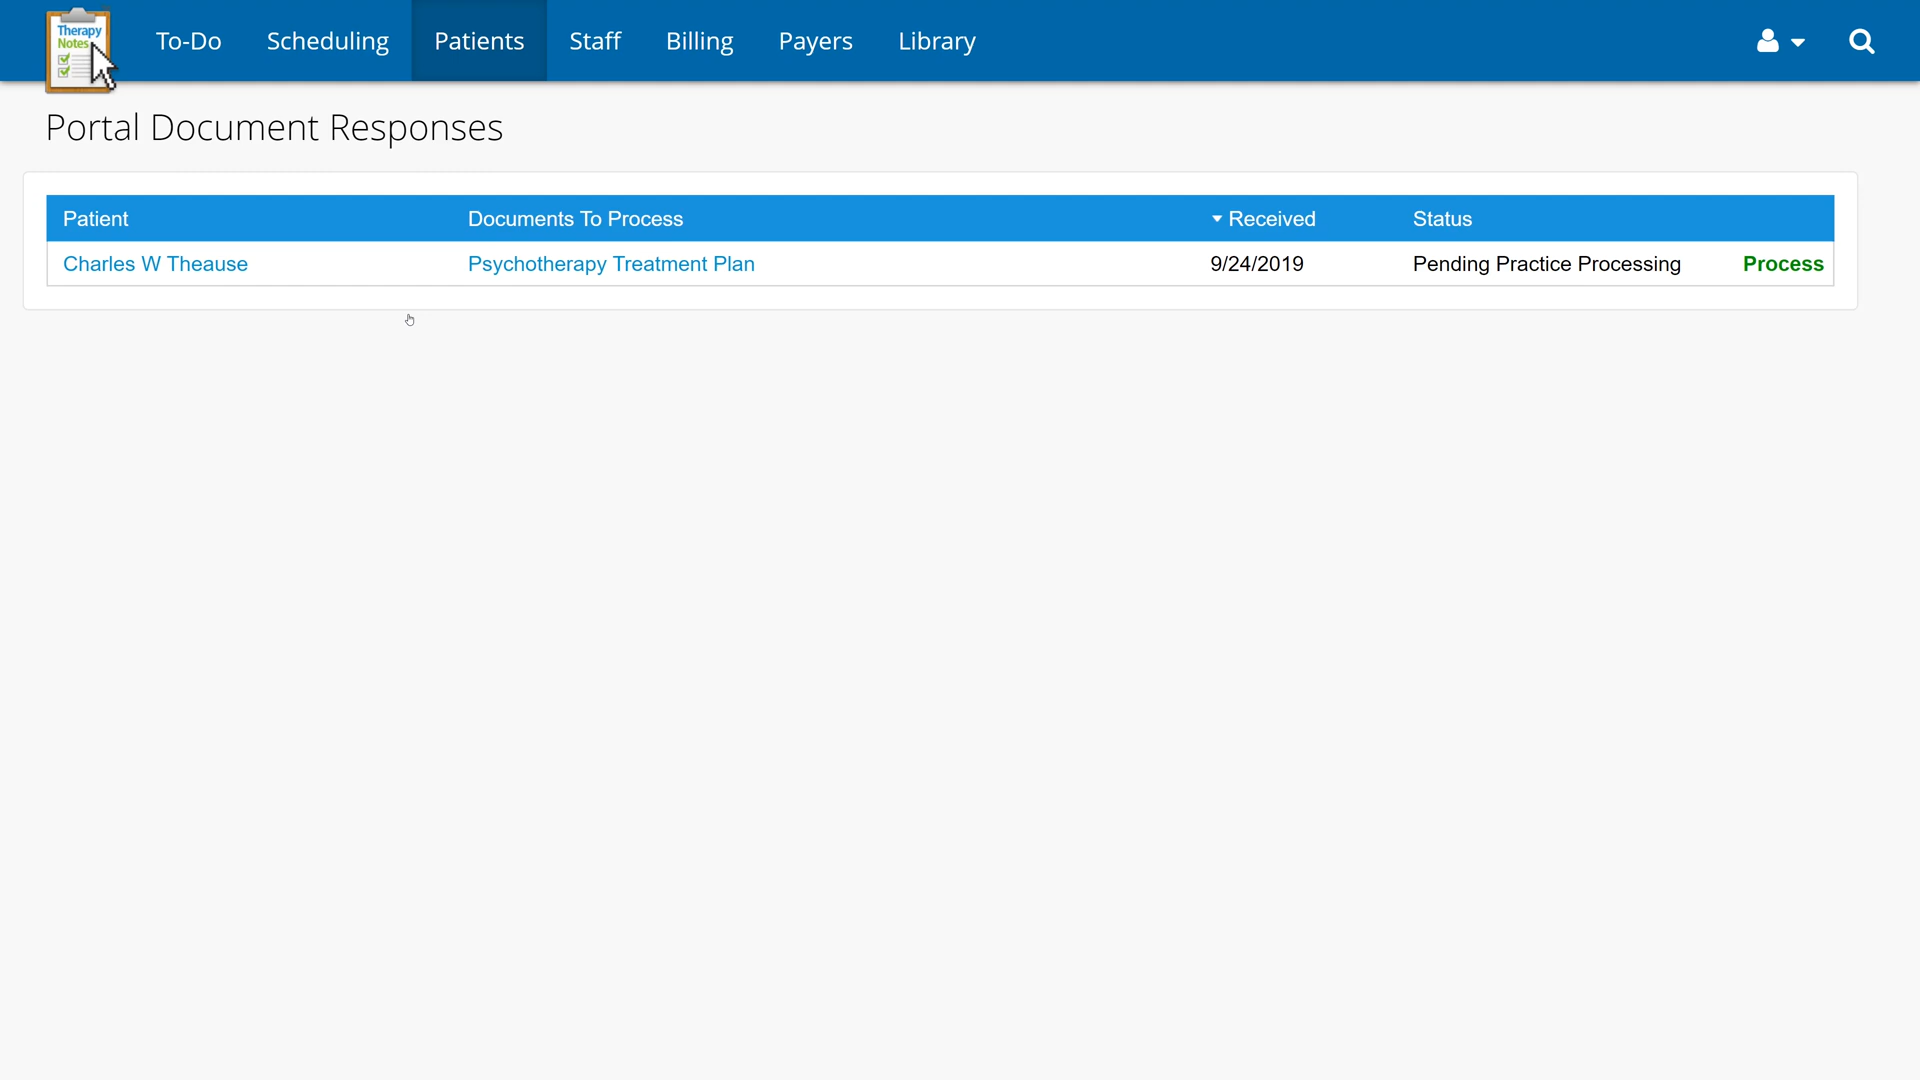 Therapy
Notes
To-Do Scheduling Patients Staff Billing Payers Library
Portal Document Responses
Patient Documents To Process Received Status
Charles W Theause Psychotherapy Treatment Plan 9/24/2019 Pending Practice Processing Process